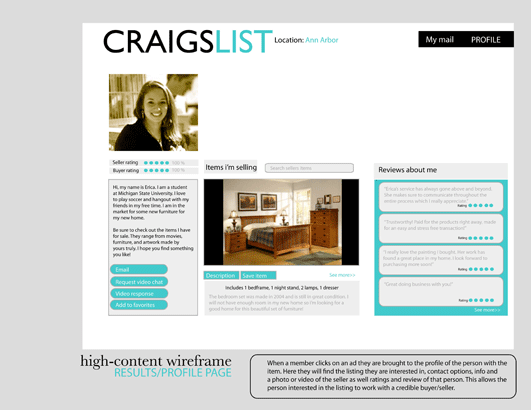 CRAIGSLIST
Location: Ann Arbor
My mail PROFILE
Seller rating 100 %
Buyer rating 100 %
Hi, my name is Erica. I am a student
at Michigan State University. I love
to play soccer and hangout with my
friends in my free time. I am in the
market for some new furniture for
my new home.
Be sure to check out the items I have
for sale. They range from movies,
furniture, and artwork made by
yours truly. I hope you find something
you like!
Email
Request video chat
Video response
Add to favorites
Items i'm selling
Search sellers items
Description
Save item
See more>>
Includes 1 bedframe, 1 night stand, 2 lamps, 1 dresser
The bedroom set was made in 2004 and is still in great condition. I
will not have enough room in my new home so I'm looking for a
good home for this beautiful set of furniture!
Reviews about me
"Erica's service has always gone above and beyond.
She makes sure to communicate throughout the
entire process which I really appreciate"
Rating
"Trustworthy! Paid for the products right away, made
for an easy and stress free transaction!"
Rating
"I really love the painting I bought. Her work has
found a great place in my home. I look forward to
purchasing more soon!"
Rating
"Great doing business with you!"
Rating
See more>>
high-content wireframe
RESULTS/PROFILE PAGE
When a member clicks on an ad they are brought to the profile of the person with the
item. Here they will find the listing they are interested in, contact options, info and
a photo or video of the seller as well ratings and review of that person. This allows the
person interested in the listing to work with a credible buyer/seller.